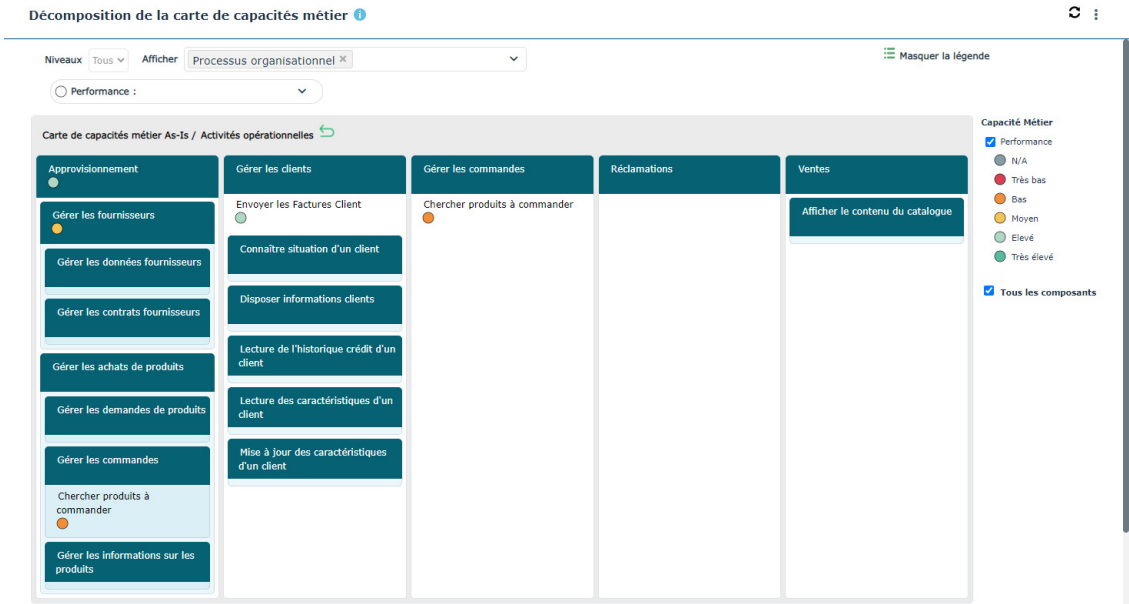 Décomposition de la carte de capacités métier
Niveaux Tous Afficher Processus organisationnel ×
Masquer la légende
Performance :
Carte de capacités métier As-Is / Activités opérationnelles
Approvisionnement
Gérer les fournisseurs
Gérer les données fournisseurs
Gérer les contrats fournisseurs
Gérer les achats de produits
Gérer les demandes de produits
Gérer les commandes
Chercher produits à
commander
Gérer les informations sur les
produits
Gérer les clients
Envoyer les Factures Client
Connaître situation d'un client
Disposer informations clients
Lecture de l'historique crédit d'un
client
Lecture des caractéristiques d'un
client
Mise à jour des caractéristiques
d'un client
Gérer les commandes
Chercher produits à commander
Réclamations
Ventes
Afficher le contenu du catalogue
Capacité Métier
Performance
N/A
Très bas
Bas
Moyen
Elevé
Très élevé
Tous les composants